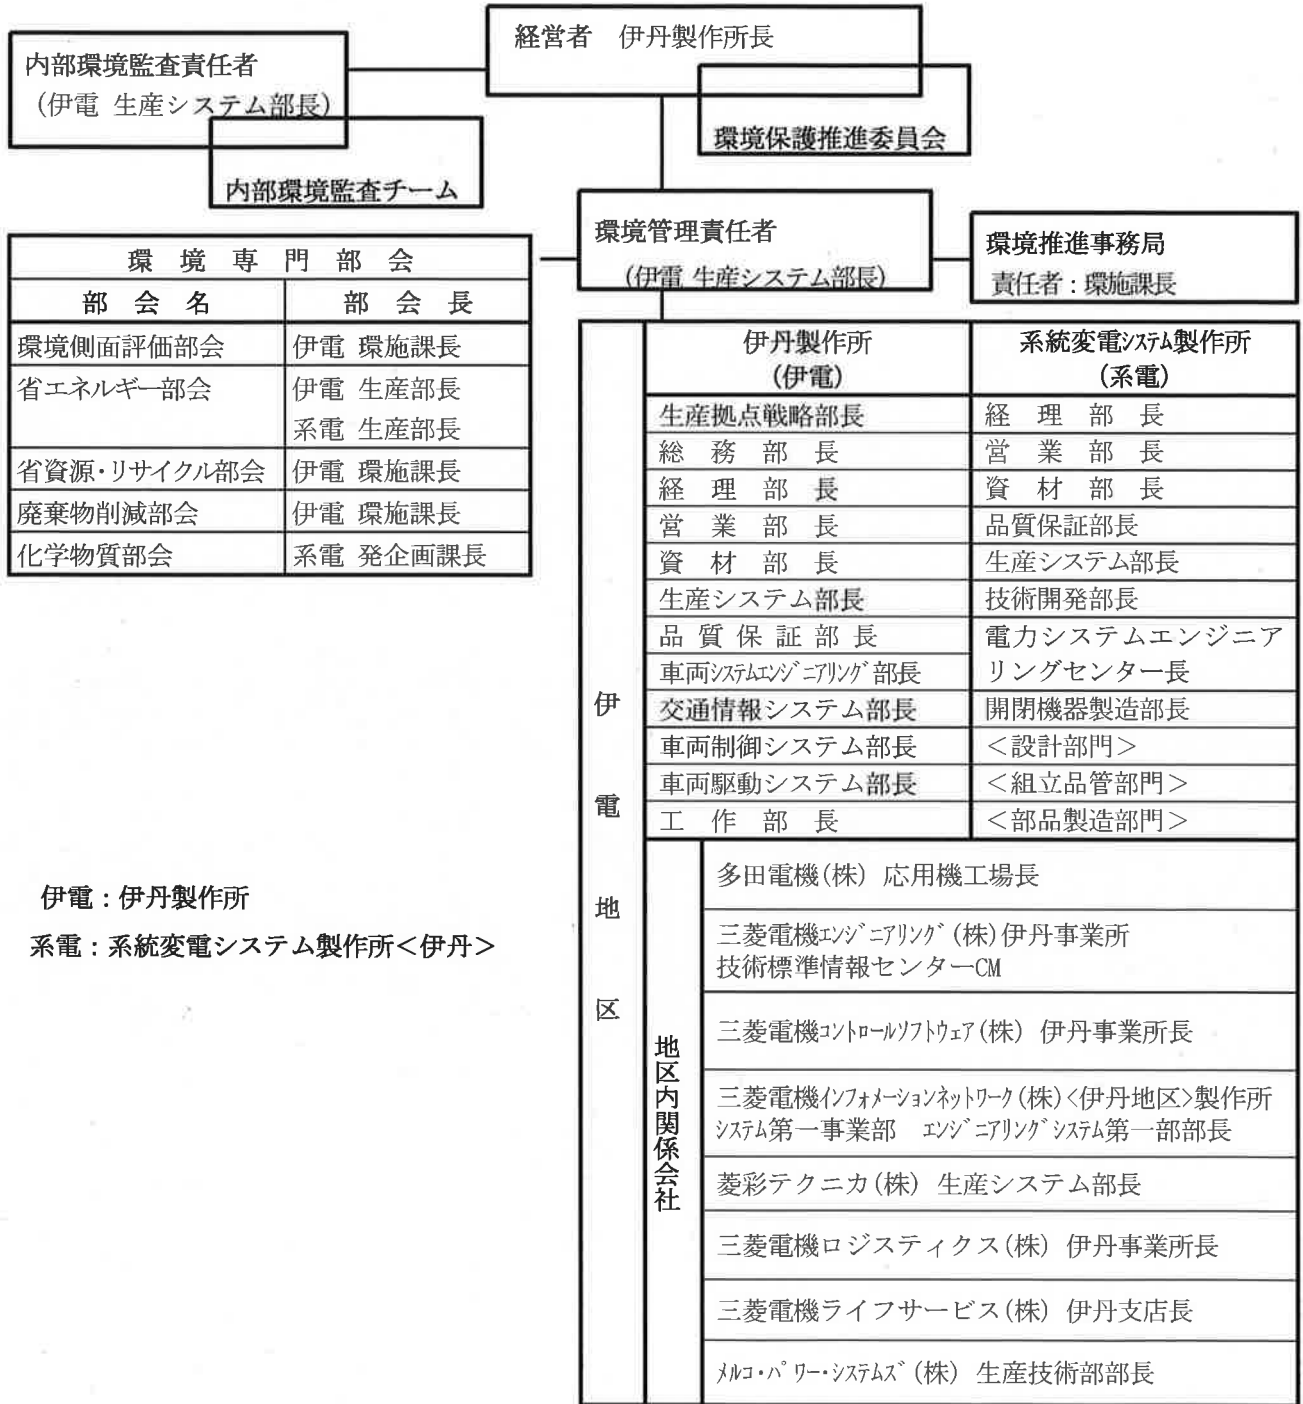 経営者 伊丹製作所長
内部環境監査責任者
(伊電 生産システム部長)
環境保護推進委員会
内部環境監査チーム
環境管理責任者
(伊電 生産システム部長)
環境推進事務局
責任者：環施課長
環 境 専 門 部 会
部 会 名 部 会 長
環境側面評価部会 伊電 環施課長
省エネルギー部会 伊電 生産部長
系電 生産部長
省資源・リサイクル部会 伊電 環施課長
廃棄物削減部会 伊電 環施課長
化学物質部会 系電 発企画課長
伊電：伊丹製作所
系電：系統変電システム製作所＜伊丹＞
伊電地区
伊丹製作所
(伊電)
系統変電システム製作所
(系電)
生産拠点戦略部長 経 理 部 長
総 務 部 長 営 業 部 長
経 理 部 長 資 材 部 長
営 業 部 長 品質保証部長
資 材 部 長 生産システム部長
生産システム部長 技術開発部長
品 質 保 証 部 長 電力システムエンジニア
車両システムエンジニアリング部長 リングセンター長
交通情報システム部長 開閉機器製造部長
車両制御システム部長 ＜設計部門＞
車両駆動システム部長 ＜組立品管部門＞
工 作 部 長 ＜部品製造部門＞
地区内関係会社
多田電機(株) 応用機工場長
三菱電機エンジニアリング(株)伊丹事業所
技術標準情報センターCM
三菱電機コントロールソフトウェア(株) 伊丹事業所長
三菱電機インフォメーションネットワーク(株)<伊丹地区>製作所
システム第一事業部 エンジニアリングシステム第一部部長
菱彩テクニカ(株) 生産システム部長
三菱電機ロジスティクス(株) 伊丹事業所長
三菱電機ライフサービス(株) 伊丹支店長
メルコ・パワー・システムズ(株) 生産技術部部長